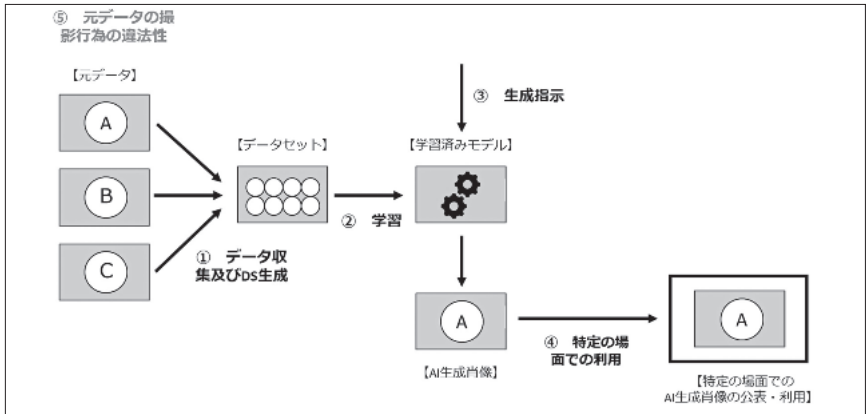 ⑤ 元データの撮
影行為の違法性
【元データ】
A
B
C
① データ収
集及びDS生成
【データセット】
② 学習
③ 生成指示
【学習済みモデル】
A
【AI生成肖像】
④ 特定の場
面での利用
A
【特定の場面での
AI生成肖像の公表・利用】